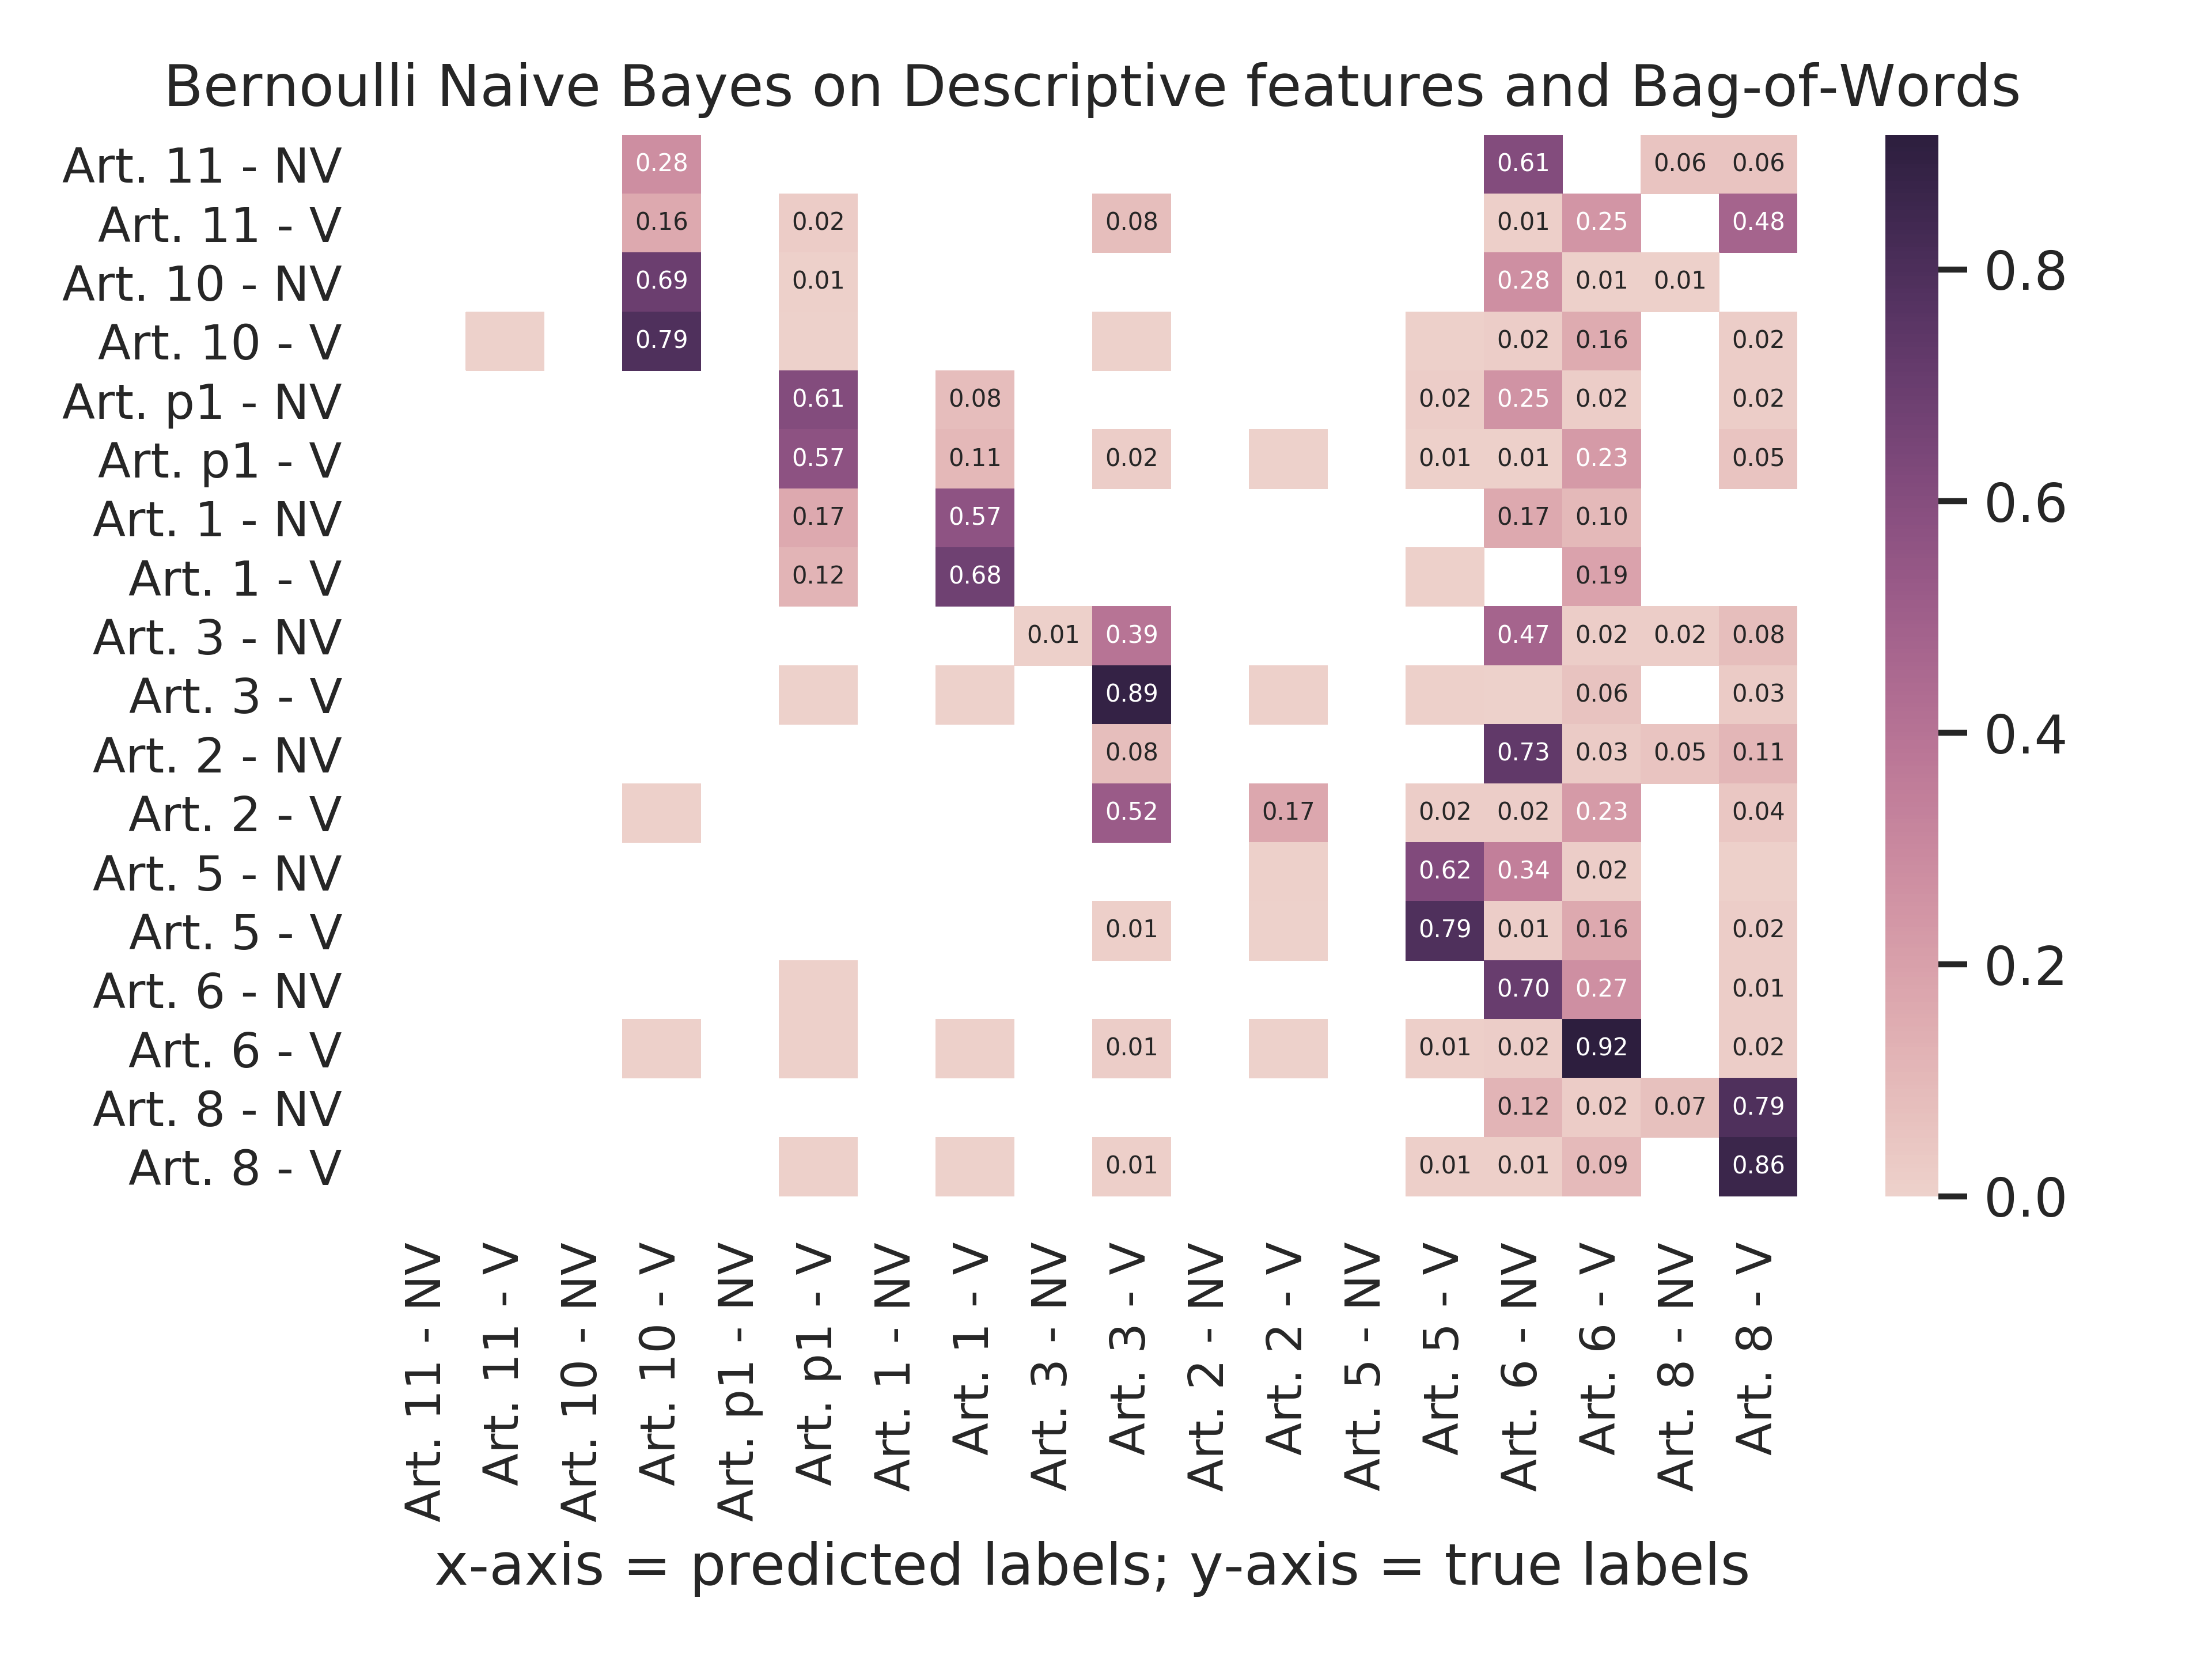 Bernoulli Naive Bayes on Descriptive features and Bag-of-Words
Art. 11 - NV 0.28 0.61 0.06 0.06
Art. 11 - V 0.16 0.02 0.08 0.01 0.25 0.48
Art. 10 - NV 0.69 0.01 0.28 0.01 0.01
Art. 10 - V 0.79 0.02 0.16 0.02
Art. p1 - NV 0.61 0.08 0.02 0.25 0.02 0.02
Art. p1 - V 0.57 0.11 0.02 0.01 0.01 0.23 0.05
Art. 1 - NV 0.17 0.57 0.17 0.10
Art. 1 - V 0.12 0.68 0.19
Art. 3 - NV 0.01 0.39 0.47 0.02 0.02 0.08
Art. 3 - V 0.89 0.06 0.03
Art. 2 - NV 0.08 0.73 0.03 0.05 0.11
Art. 2 - V 0.52 0.17 0.02 0.02 0.23 0.04
Art. 5 - NV 0.62 0.34 0.02
Art. 5 - V 0.01 0.79 0.01 0.16 0.02
Art. 6 - NV 0.70 0.27 0.01
Art. 6 - V 0.01 0.01 0.02 0.92 0.02
Art. 8 - NV 0.12 0.02 0.07 0.79
Art. 8 - V 0.01 0.01 0.01 0.09 0.86
0.8
0.6
0.4
0.2
0.0
Art. 11 - NV
Art. 11 - V
Art. 10 - NV
Art. 10 - V
Art. p1 - NV
Art. p1 - V
Art. 1 - NV
Art. 1 - V
Art. 3 - NV
Art. 3 - V
Art. 2 - NV
Art. 2 - V
Art. 5 - NV
Art. 5 - V
Art. 6 - NV
Art. 6 - V
Art. 8 - NV
Art. 8 - V
x-axis = predicted labels; y-axis = true labels